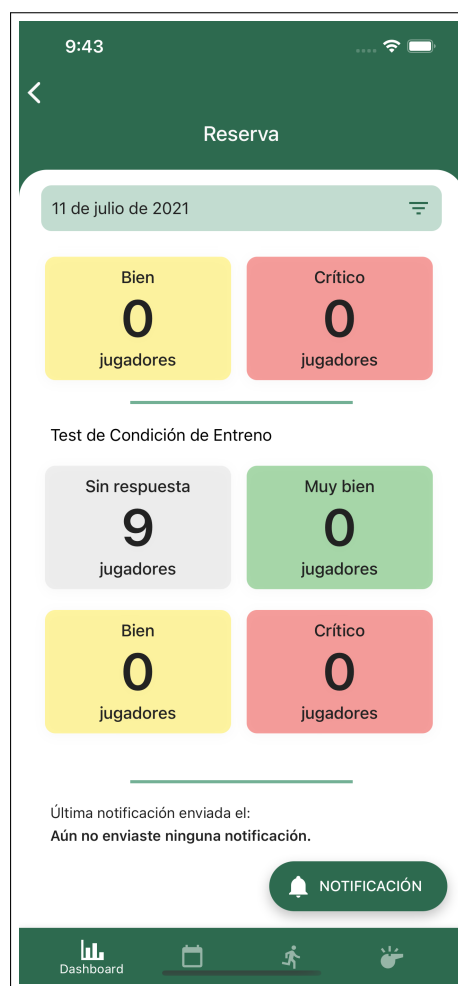 9:43
Reserva
11 de julio de 2021
Bien Crítico
0 0
jugadores jugadores
Test de Condición de Entreno
Sin respuesta Muy bien
9 0
jugadores jugadores
Bien Crítico
0 0
jugadores jugadores
Última notificación enviada el:
Aún no enviaste ninguna notificación.
NOTIFICACIÓN
Dashboard